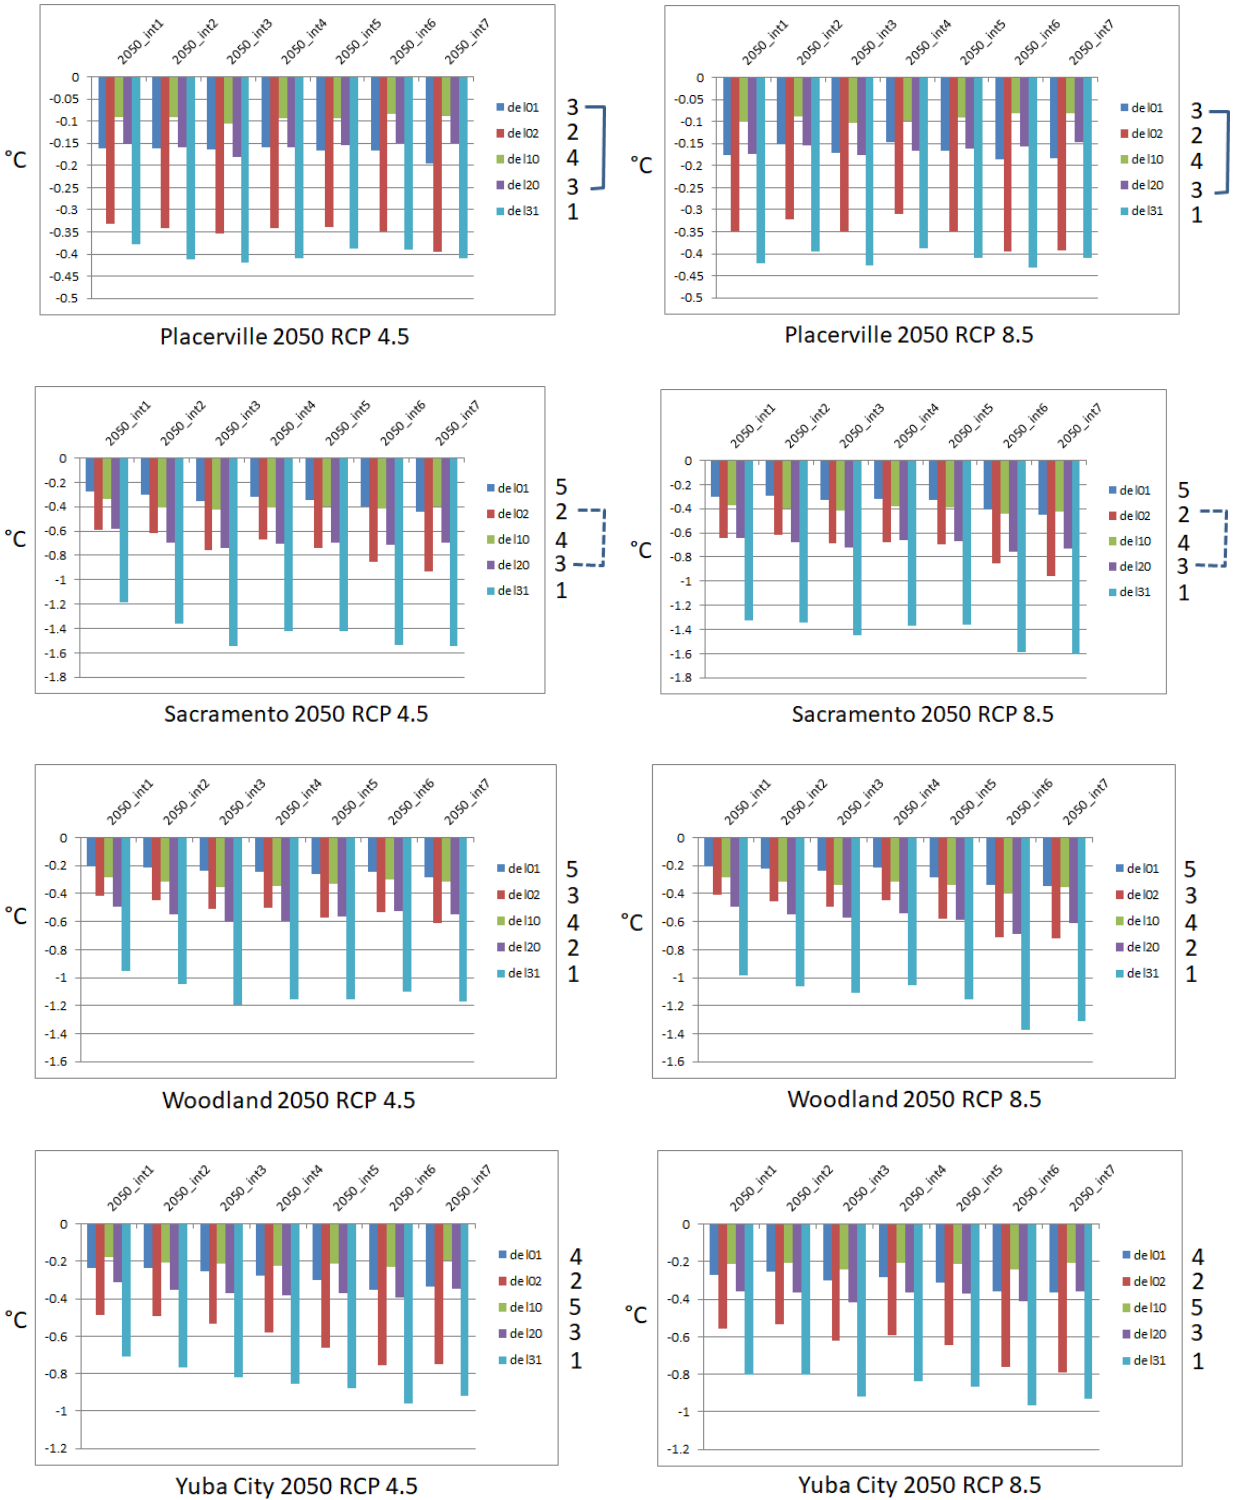 2050_int1 2050_int2 2050_int3 2050_int4 2050_int5 2050_int6 2050_int7
0
-0.05
-0.1
-0.15
-0.2
-0.25
-0.3
-0.35
-0.4
-0.45
-0.5
°C
del01 3
del02 2
del10 4
del20 3
del31 1
Placerville 2050 RCP 4.5
2050_int1 2050_int2 2050_int3 2050_int4 2050_int5 2050_int6 2050_int7
0
-0.05
-0.1
-0.15
-0.2
-0.25
-0.3
-0.35
-0.4
-0.45
-0.5
°C
del01 3
del02 2
del10 4
del20 3
del31 1
Placerville 2050 RCP 8.5
2050_int1 2050_int2 2050_int3 2050_int4 2050_int5 2050_int6 2050_int7
0
-0.2
-0.4
-0.6
-0.8
-1
-1.2
-1.4
-1.6
-1.8
°C
del01 5
del02 2
del10 4
del20 3
del31 1
Sacramento 2050 RCP 4.5
2050_int1 2050_int2 2050_int3 2050_int4 2050_int5 2050_int6 2050_int7
0
-0.2
-0.4
-0.6
-0.8
-1
-1.2
-1.4
-1.6
-1.8
°C
del01 5
del02 2
del10 4
del20 3
del31 1
Sacramento 2050 RCP 8.5
2050_int1 2050_int2 2050_int3 2050_int4 2050_int5 2050_int6 2050_int7
0
-0.2
-0.4
-0.6
-0.8
-1
-1.2
-1.4
-1.6
°C
del01 5
del02 3
del10 4
del20 2
del31 1
Woodland 2050 RCP 4.5
2050_int1 2050_int2 2050_int3 2050_int4 2050_int5 2050_int6 2050_int7
0
-0.2
-0.4
-0.6
-0.8
-1
-1.2
-1.4
-1.6
°C
del01 5
del02 3
del10 4
del20 2
del31 1
Woodland 2050 RCP 8.5
2050_int1 2050_int2 2050_int3 2050_int4 2050_int5 2050_int6 2050_int7
0
-0.2
-0.4
-0.6
-0.8
-1
-1.2
°C
del01 4
del02 2
del10 5
del20 3
del31 1
Yuba City 2050 RCP 4.5
2050_int1 2050_int2 2050_int3 2050_int4 2050_int5 2050_int6 2050_int7
0
-0.2
-0.4
-0.6
-0.8
-1
-1.2
°C
del01 4
del02 2
del10 5
del20 3
del31 1
Yuba City 2050 RCP 8.5